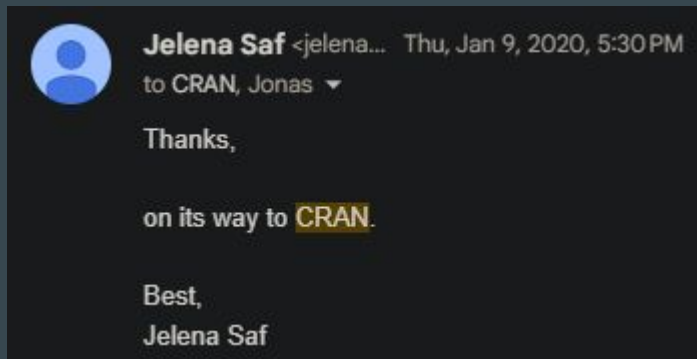 Jelena Saf <jelena... Thu, Jan 9, 2020, 5:30 PM
to CRAN, Jonas
Thanks,
on its way to CRAN.
Best,
Jelena Saf